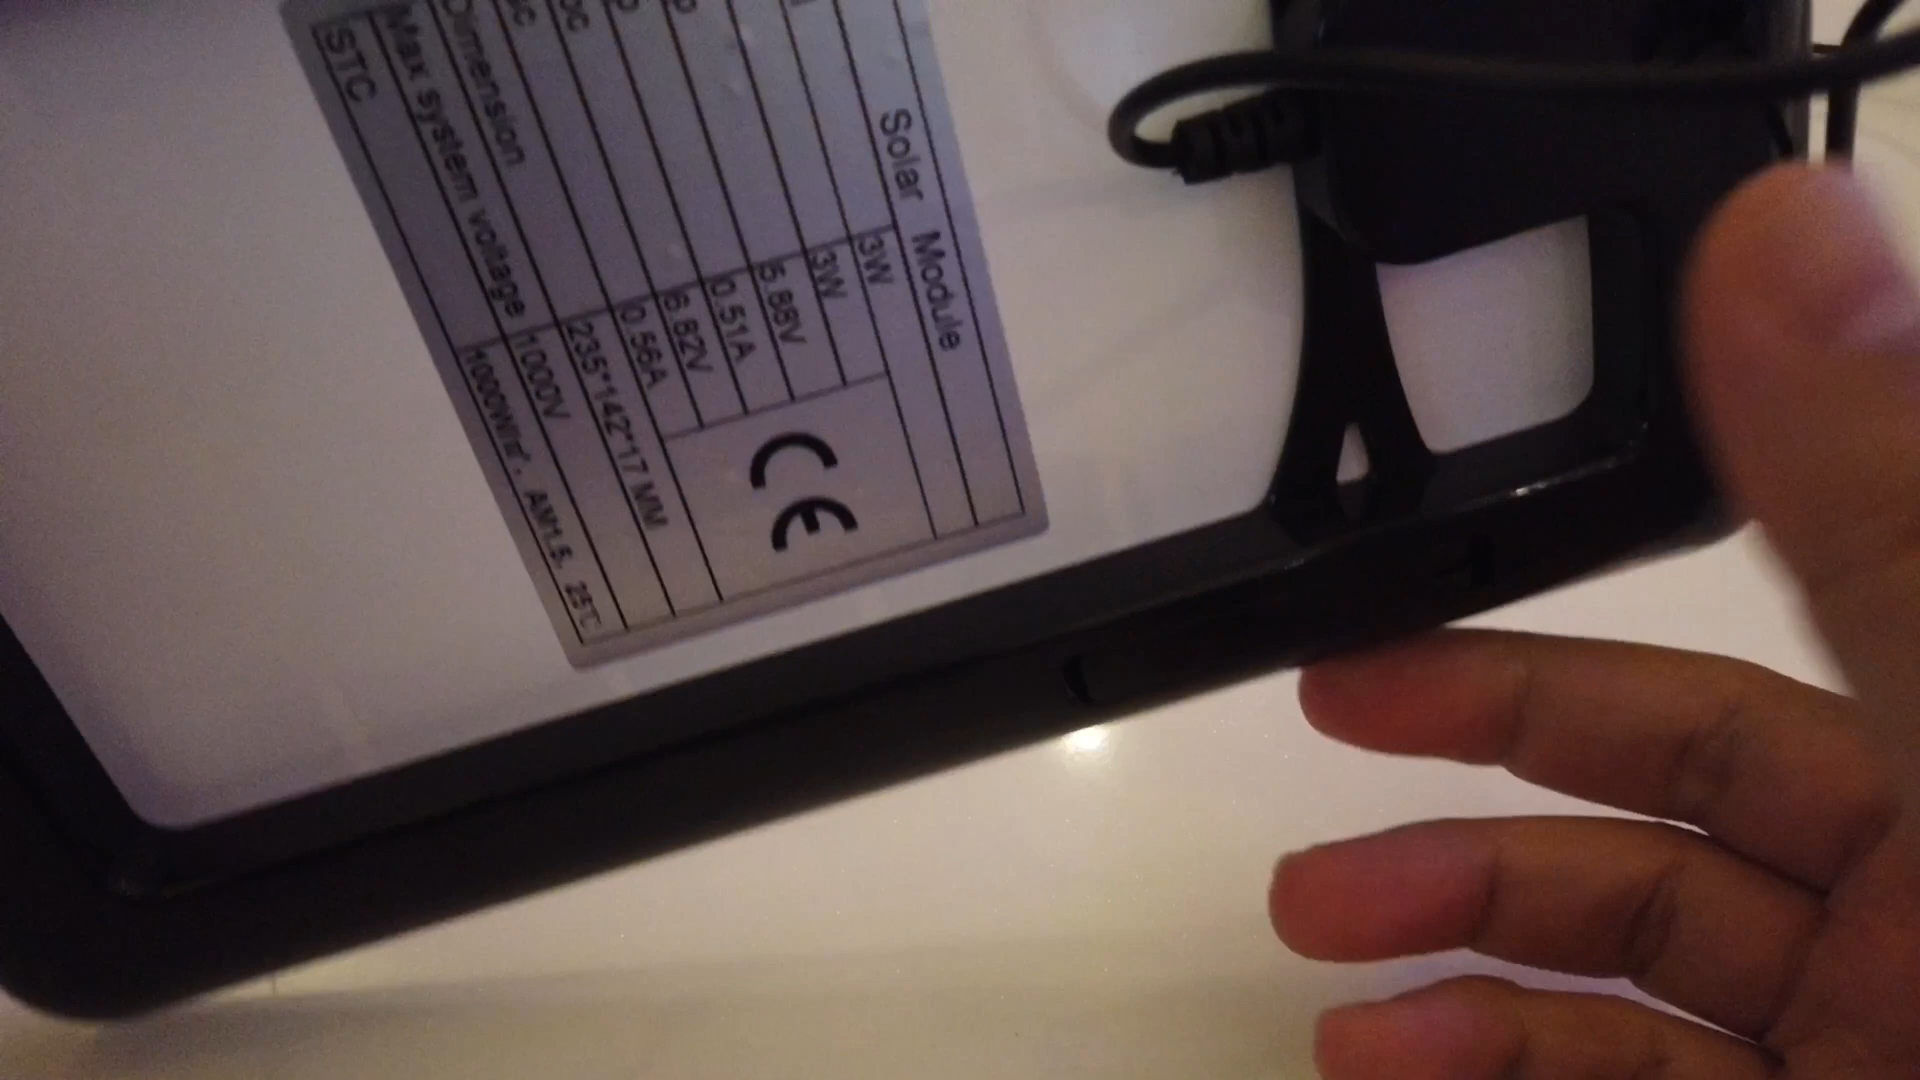 Solar Module
3W
3W
5.88V
0.51A
6.82V
0.56A
Dimension 235*142*17 MM
Max system voltage 1000V
STC 1000W/m², AM1.5, 25℃
CE